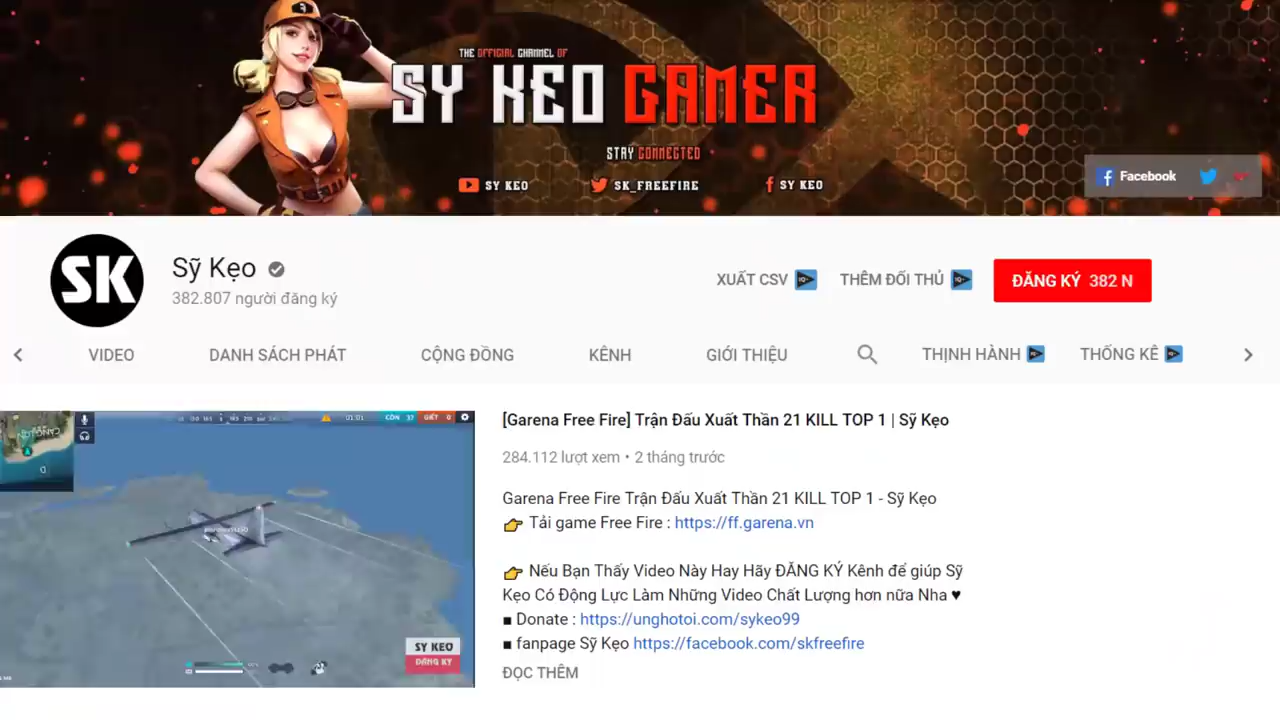 THE OFFICIAL CHANNEL OF
SY KEO GAMER
STAY CONNECTED
SY KEO
SK_FREEFIRE
SY KEO
Facebook
SK
Sỹ Kẹo
382.807 người đăng ký
XUẤT CSV
THÊM ĐỐI THỦ
ĐĂNG KÝ 382 N
VIDEO
DANH SÁCH PHÁT
CỘNG ĐỒNG
KÊNH
GIỚI THIỆU
THỊNH HÀNH
THỐNG KÊ
01:01
CÒN 37
GIẾT 0
SY KEO
ĐĂNG KÝ
[Garena Free Fire] Trận Đấu Xuất Thần 21 KILL TOP 1 | Sỹ Kẹo
284.112 lượt xem • 2 tháng trước
Garena Free Fire Trận Đấu Xuất Thần 21 KILL TOP 1 - Sỹ Kẹo
👉 Tải game Free Fire : https://ff.garena.vn
👉 Nếu Bạn Thấy Video Này Hay Hãy ĐĂNG KÝ Kênh để giúp Sỹ
Kẹo Có Động Lực Làm Những Video Chất Lượng hơn nữa Nha ♥
■ Donate : https://unghotoi.com/sykeo99
■ fanpage Sỹ Kẹo https://facebook.com/skfreefire
ĐỌC THÊM